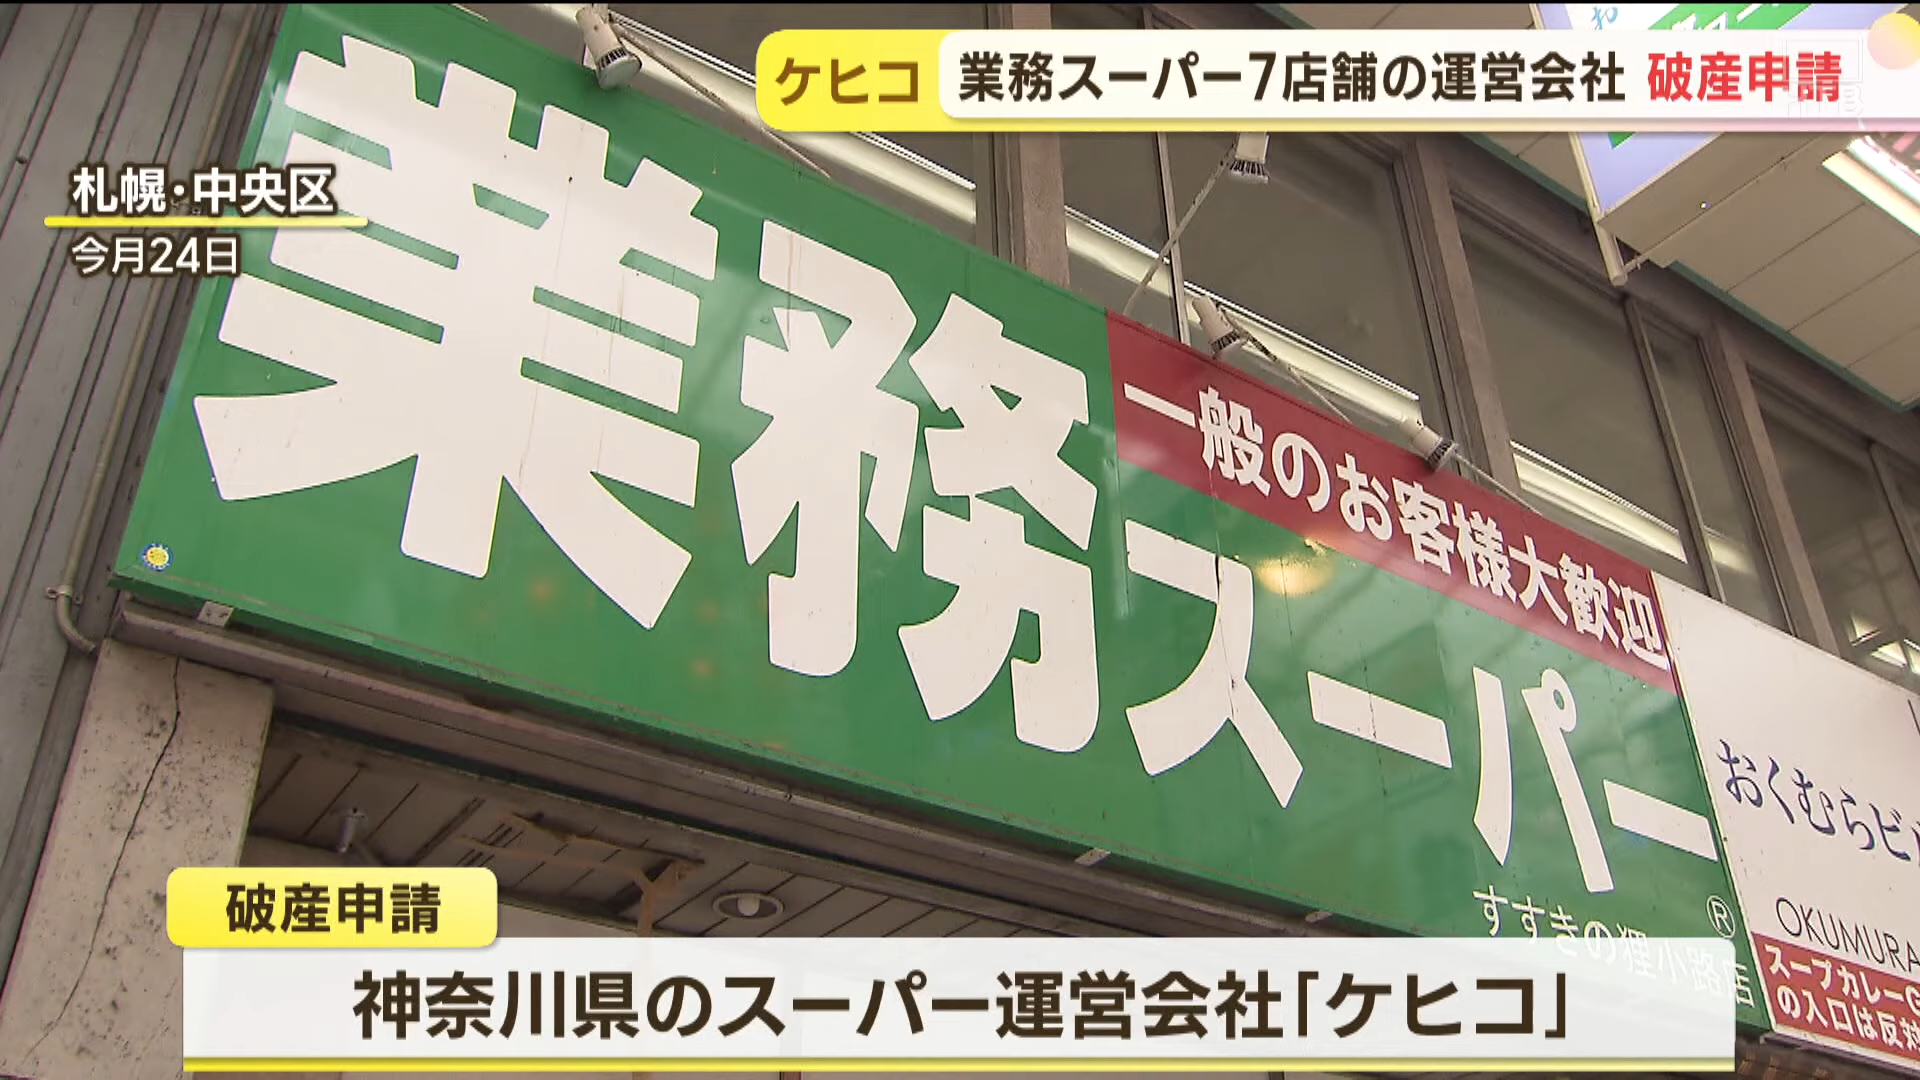 ケヒコ 業務スーパー7店舗の運営会社 破産申請
札幌・中央区
今月24日
業務スーパー
一般のお客様大歓迎
®
すすきの狸小路店
おくむらビ
OKUMURA
スープカレーG
の入口は反対
破産申請
神奈川県のスーパー運営会社「ケヒコ」